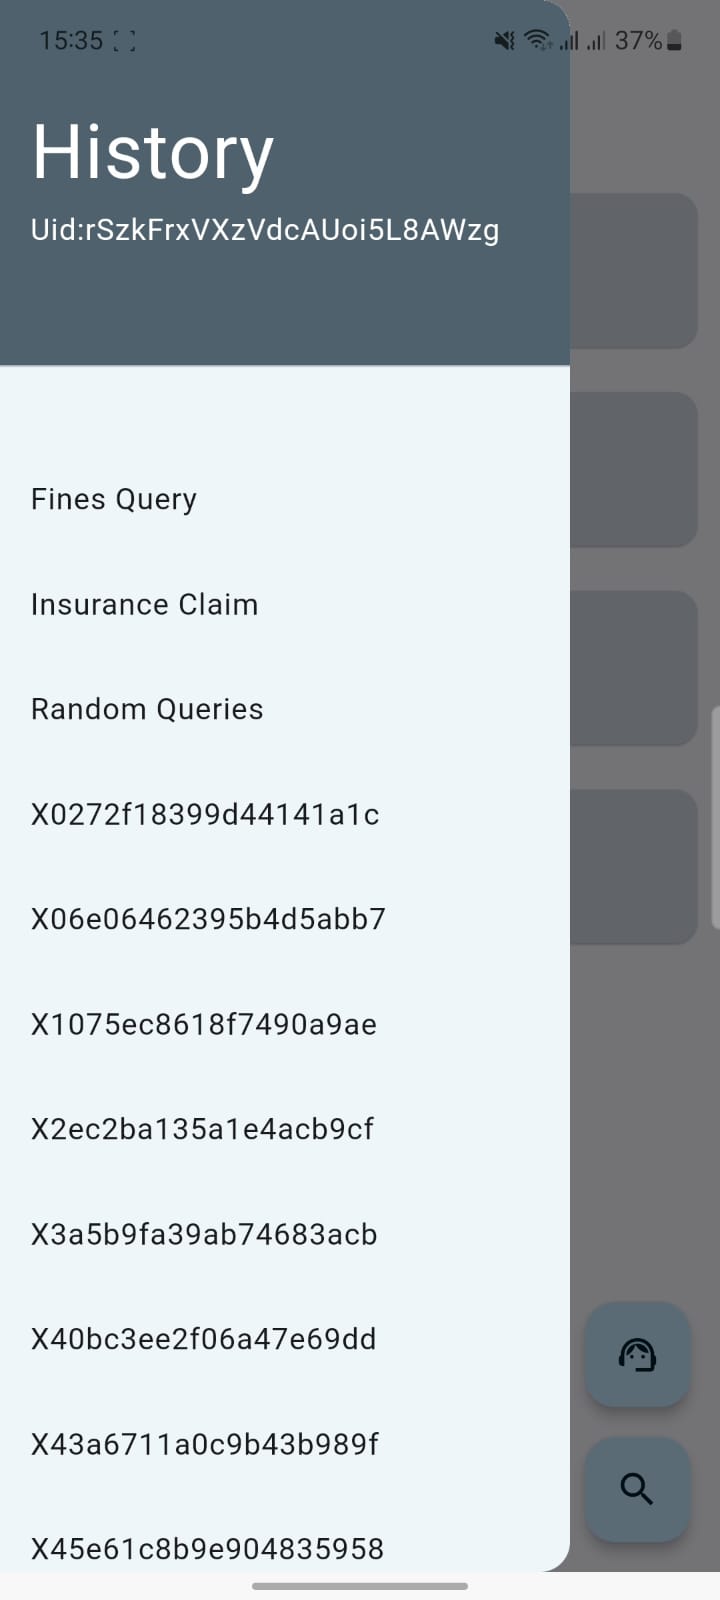 15:35
37%
History
Uid:rSzkFrxVXzVdcAUoi5L8AWzg
Fines Query
Insurance Claim
Random Queries
X0272f18399d44141a1c
X06e06462395b4d5abb7
X1075ec8618f7490a9ae
X2ec2ba135a1e4acb9cf
X3a5b9fa39ab74683acb
X40bc3ee2f06a47e69dd
X43a6711a0c9b43b989f
X45e61c8b9e904835958